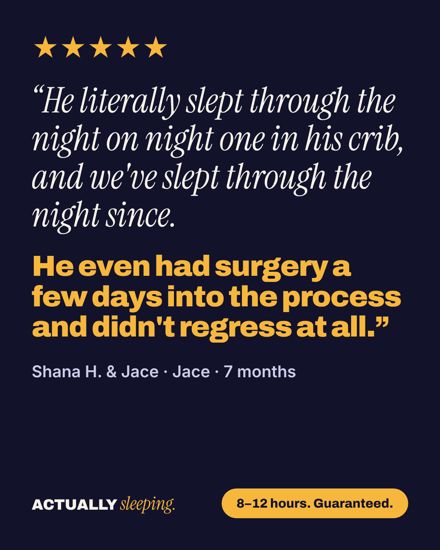 ★★★★★
“He literally slept through the
night on night one in his crib,
and we've slept through the
night since.
He even had surgery a
few days into the process
and didn't regress at all.”
Shana H. & Jace · Jace · 7 months
ACTUALLY sleeping.
8–12 hours. Guaranteed.